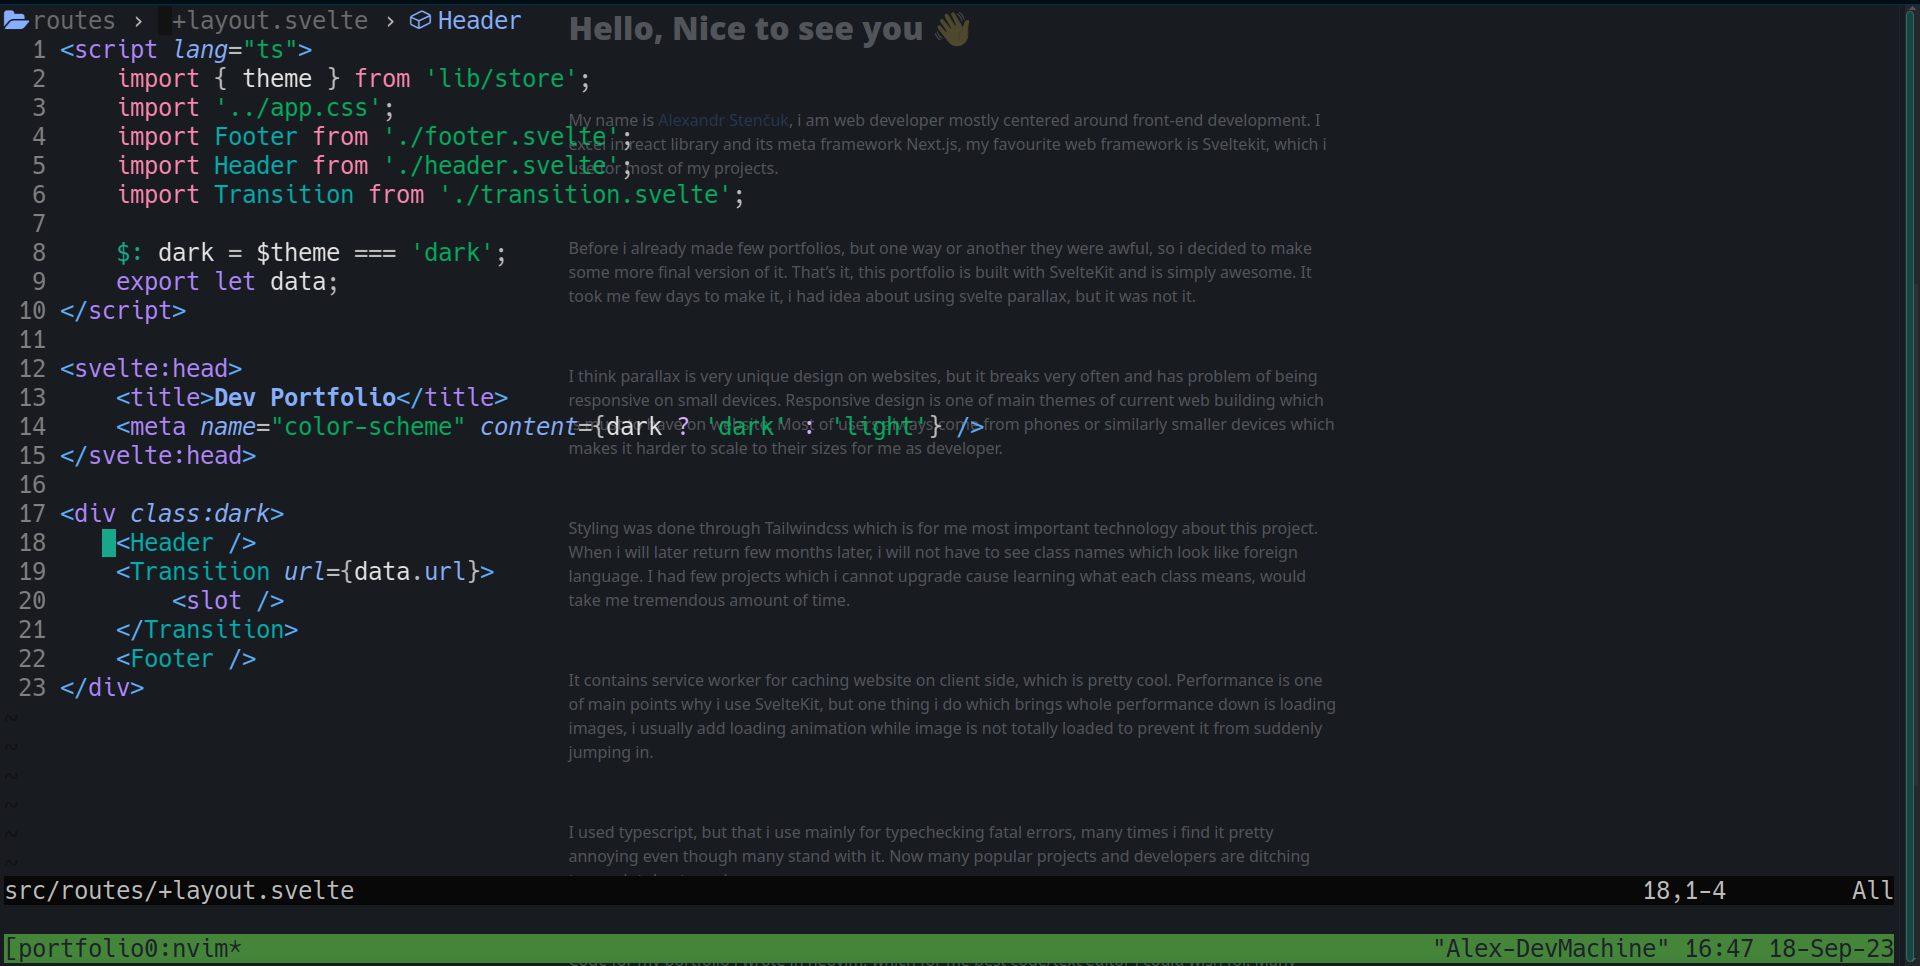 routes › +layout.svelte › Header
1 <script lang="ts">
2 import { theme } from 'lib/store';
3 import '../app.css';
4 import Footer from './footer.svelte';
5 import Header from './header.svelte';
6 import Transition from './transition.svelte';
7
8 $: dark = $theme === 'dark';
9 export let data;
10 </script>
11
12 <svelte:head>
13 <title>Dev Portfolio</title>
14 <meta name="color-scheme" content={dark ? 'dark' : 'light'} />
15 </svelte:head>
16
17 <div class:dark>
18 <Header />
19 <Transition url={data.url}>
20 <slot />
21 </Transition>
22 <Footer />
23 </div>
~
~
~
~
~
~
Hello, Nice to see you 👋
My name is Alexandr Stenčuk, i am web developer mostly centered around front-end development. I
excel in react library and its meta framework Next.js, my favourite web framework is Sveltekit, which i
use for most of my projects.
Before i already made few portfolios, but one way or another they were awful, so i decided to make
some more final version of it. That's it, this portfolio is built with SvelteKit and is simply awesome. It
took me few days to make it, i had idea about using svelte parallax, but it was not it.
I think parallax is very unique design on websites, but it breaks very often and has problem of being
responsive on small devices. Responsive design is one of main themes of current web building which
is must to have on website. Most of users always come from phones or similarly smaller devices which
makes it harder to scale to their sizes for me as developer.
Styling was done through Tailwindcss which is for me most important technology about this project.
When i will later return few months later, i will not have to see class names which look like foreign
language. I had few projects which i cannot upgrade cause learning what each class means, would
take me tremendous amount of time.
It contains service worker for caching website on client side, which is pretty cool. Performance is one
of main points why i use SvelteKit, but one thing i do which brings whole performance down is loading
images, i usually add loading animation while image is not totally loaded to prevent it from suddenly
jumping in.
I used typescript, but that i use mainly for typechecking fatal errors, many times i find it pretty
annoying even though many stand with it. Now many popular projects and developers are ditching
src/routes/+layout.svelte 18,1-4 All
[portfolio0:nvim* "Alex-DevMachine" 16:47 18-Sep-23